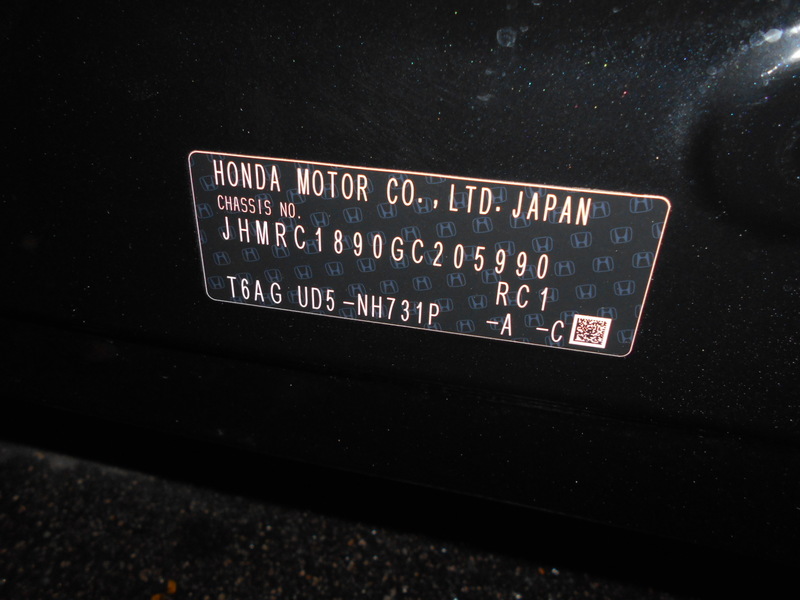 HONDA MOTOR CO.,LTD.JAPAN
CHASSIS NO.
JHMRC1890GC205990
RC1
T6AG UD5-NH731P -A -C